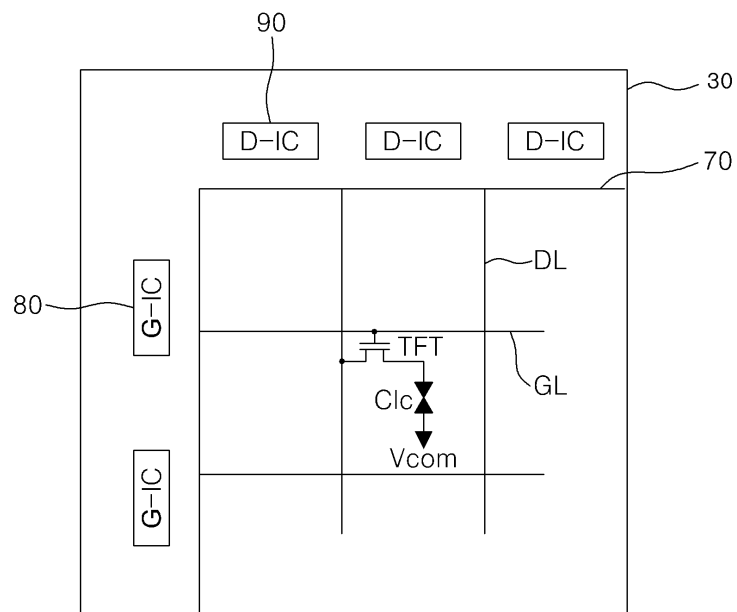 90
30
D-IC D-IC D-IC
70
DL
80
G-IC
TFT
GL
Clc
Vcom
G-IC